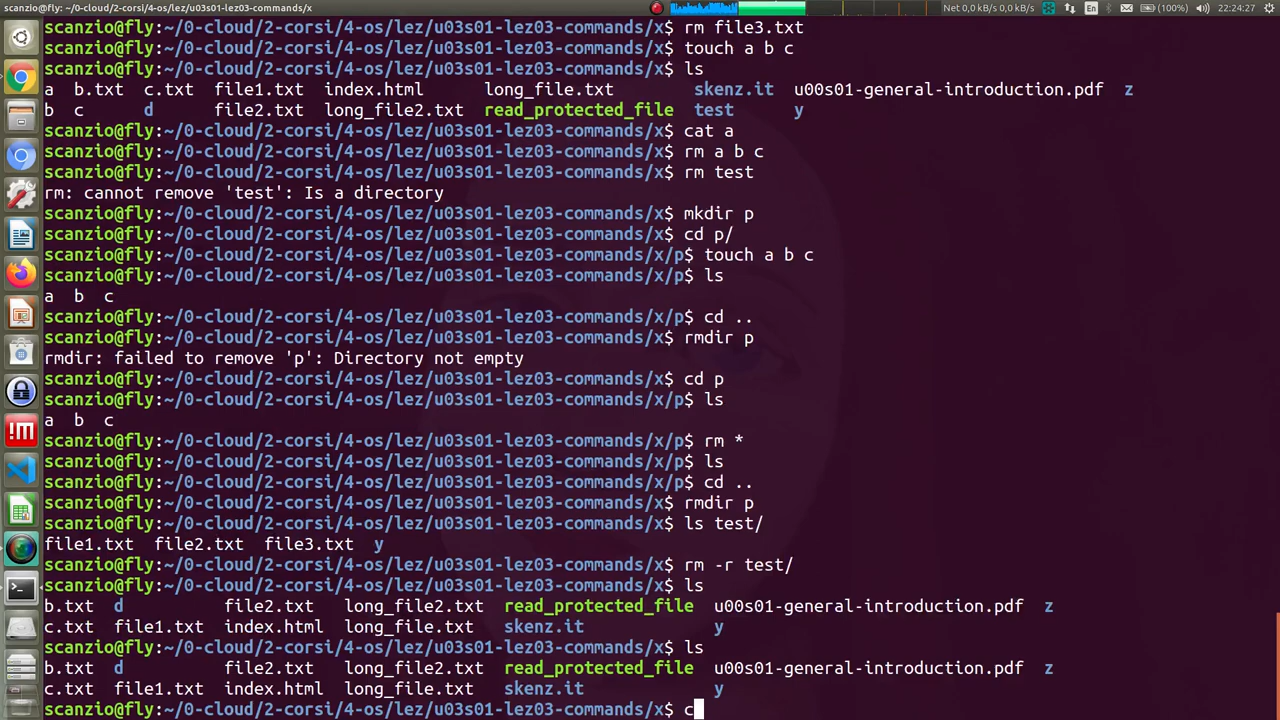 scanzio@fly: ~/0-cloud/2-corsi/4-os/lez/u03s01-lez03-commands/x
Net 0,0 kB/s 0,0 kB/s
En
(100%)
22:24:27
scanzio@fly:~/0-cloud/2-corsi/4-os/lez/u03s01-lez03-commands/x$ rm file3.txt
scanzio@fly:~/0-cloud/2-corsi/4-os/lez/u03s01-lez03-commands/x$ touch a b c
scanzio@fly:~/0-cloud/2-corsi/4-os/lez/u03s01-lez03-commands/x$ ls
a  b.txt  c.txt  file1.txt  index.html      long_file.txt        skenz.it  u00s01-general-introduction.pdf  z
b  c      d      file2.txt  long_file2.txt  read_protected_file  test      y
scanzio@fly:~/0-cloud/2-corsi/4-os/lez/u03s01-lez03-commands/x$ cat a
scanzio@fly:~/0-cloud/2-corsi/4-os/lez/u03s01-lez03-commands/x$ rm a b c
scanzio@fly:~/0-cloud/2-corsi/4-os/lez/u03s01-lez03-commands/x$ rm test
rm: cannot remove 'test': Is a directory
scanzio@fly:~/0-cloud/2-corsi/4-os/lez/u03s01-lez03-commands/x$ mkdir p
scanzio@fly:~/0-cloud/2-corsi/4-os/lez/u03s01-lez03-commands/x$ cd p/
scanzio@fly:~/0-cloud/2-corsi/4-os/lez/u03s01-lez03-commands/x/p$ touch a b c
scanzio@fly:~/0-cloud/2-corsi/4-os/lez/u03s01-lez03-commands/x/p$ ls
a  b  c
scanzio@fly:~/0-cloud/2-corsi/4-os/lez/u03s01-lez03-commands/x/p$ cd ..
scanzio@fly:~/0-cloud/2-corsi/4-os/lez/u03s01-lez03-commands/x$ rmdir p
rmdir: failed to remove 'p': Directory not empty
scanzio@fly:~/0-cloud/2-corsi/4-os/lez/u03s01-lez03-commands/x$ cd p
scanzio@fly:~/0-cloud/2-corsi/4-os/lez/u03s01-lez03-commands/x/p$ ls
a  b  c
scanzio@fly:~/0-cloud/2-corsi/4-os/lez/u03s01-lez03-commands/x/p$ rm *
scanzio@fly:~/0-cloud/2-corsi/4-os/lez/u03s01-lez03-commands/x/p$ ls
scanzio@fly:~/0-cloud/2-corsi/4-os/lez/u03s01-lez03-commands/x/p$ cd ..
scanzio@fly:~/0-cloud/2-corsi/4-os/lez/u03s01-lez03-commands/x$ rmdir p
scanzio@fly:~/0-cloud/2-corsi/4-os/lez/u03s01-lez03-commands/x$ ls test/
file1.txt  file2.txt  file3.txt  y
scanzio@fly:~/0-cloud/2-corsi/4-os/lez/u03s01-lez03-commands/x$ rm -r test/
scanzio@fly:~/0-cloud/2-corsi/4-os/lez/u03s01-lez03-commands/x$ ls
b.txt  d          file2.txt   long_file2.txt  read_protected_file  u00s01-general-introduction.pdf  z
c.txt  file1.txt  index.html  long_file.txt   skenz.it             y
scanzio@fly:~/0-cloud/2-corsi/4-os/lez/u03s01-lez03-commands/x$ ls
b.txt  d          file2.txt   long_file2.txt  read_protected_file  u00s01-general-introduction.pdf  z
c.txt  file1.txt  index.html  long_file.txt   skenz.it             y
scanzio@fly:~/0-cloud/2-corsi/4-os/lez/u03s01-lez03-commands/x$ c